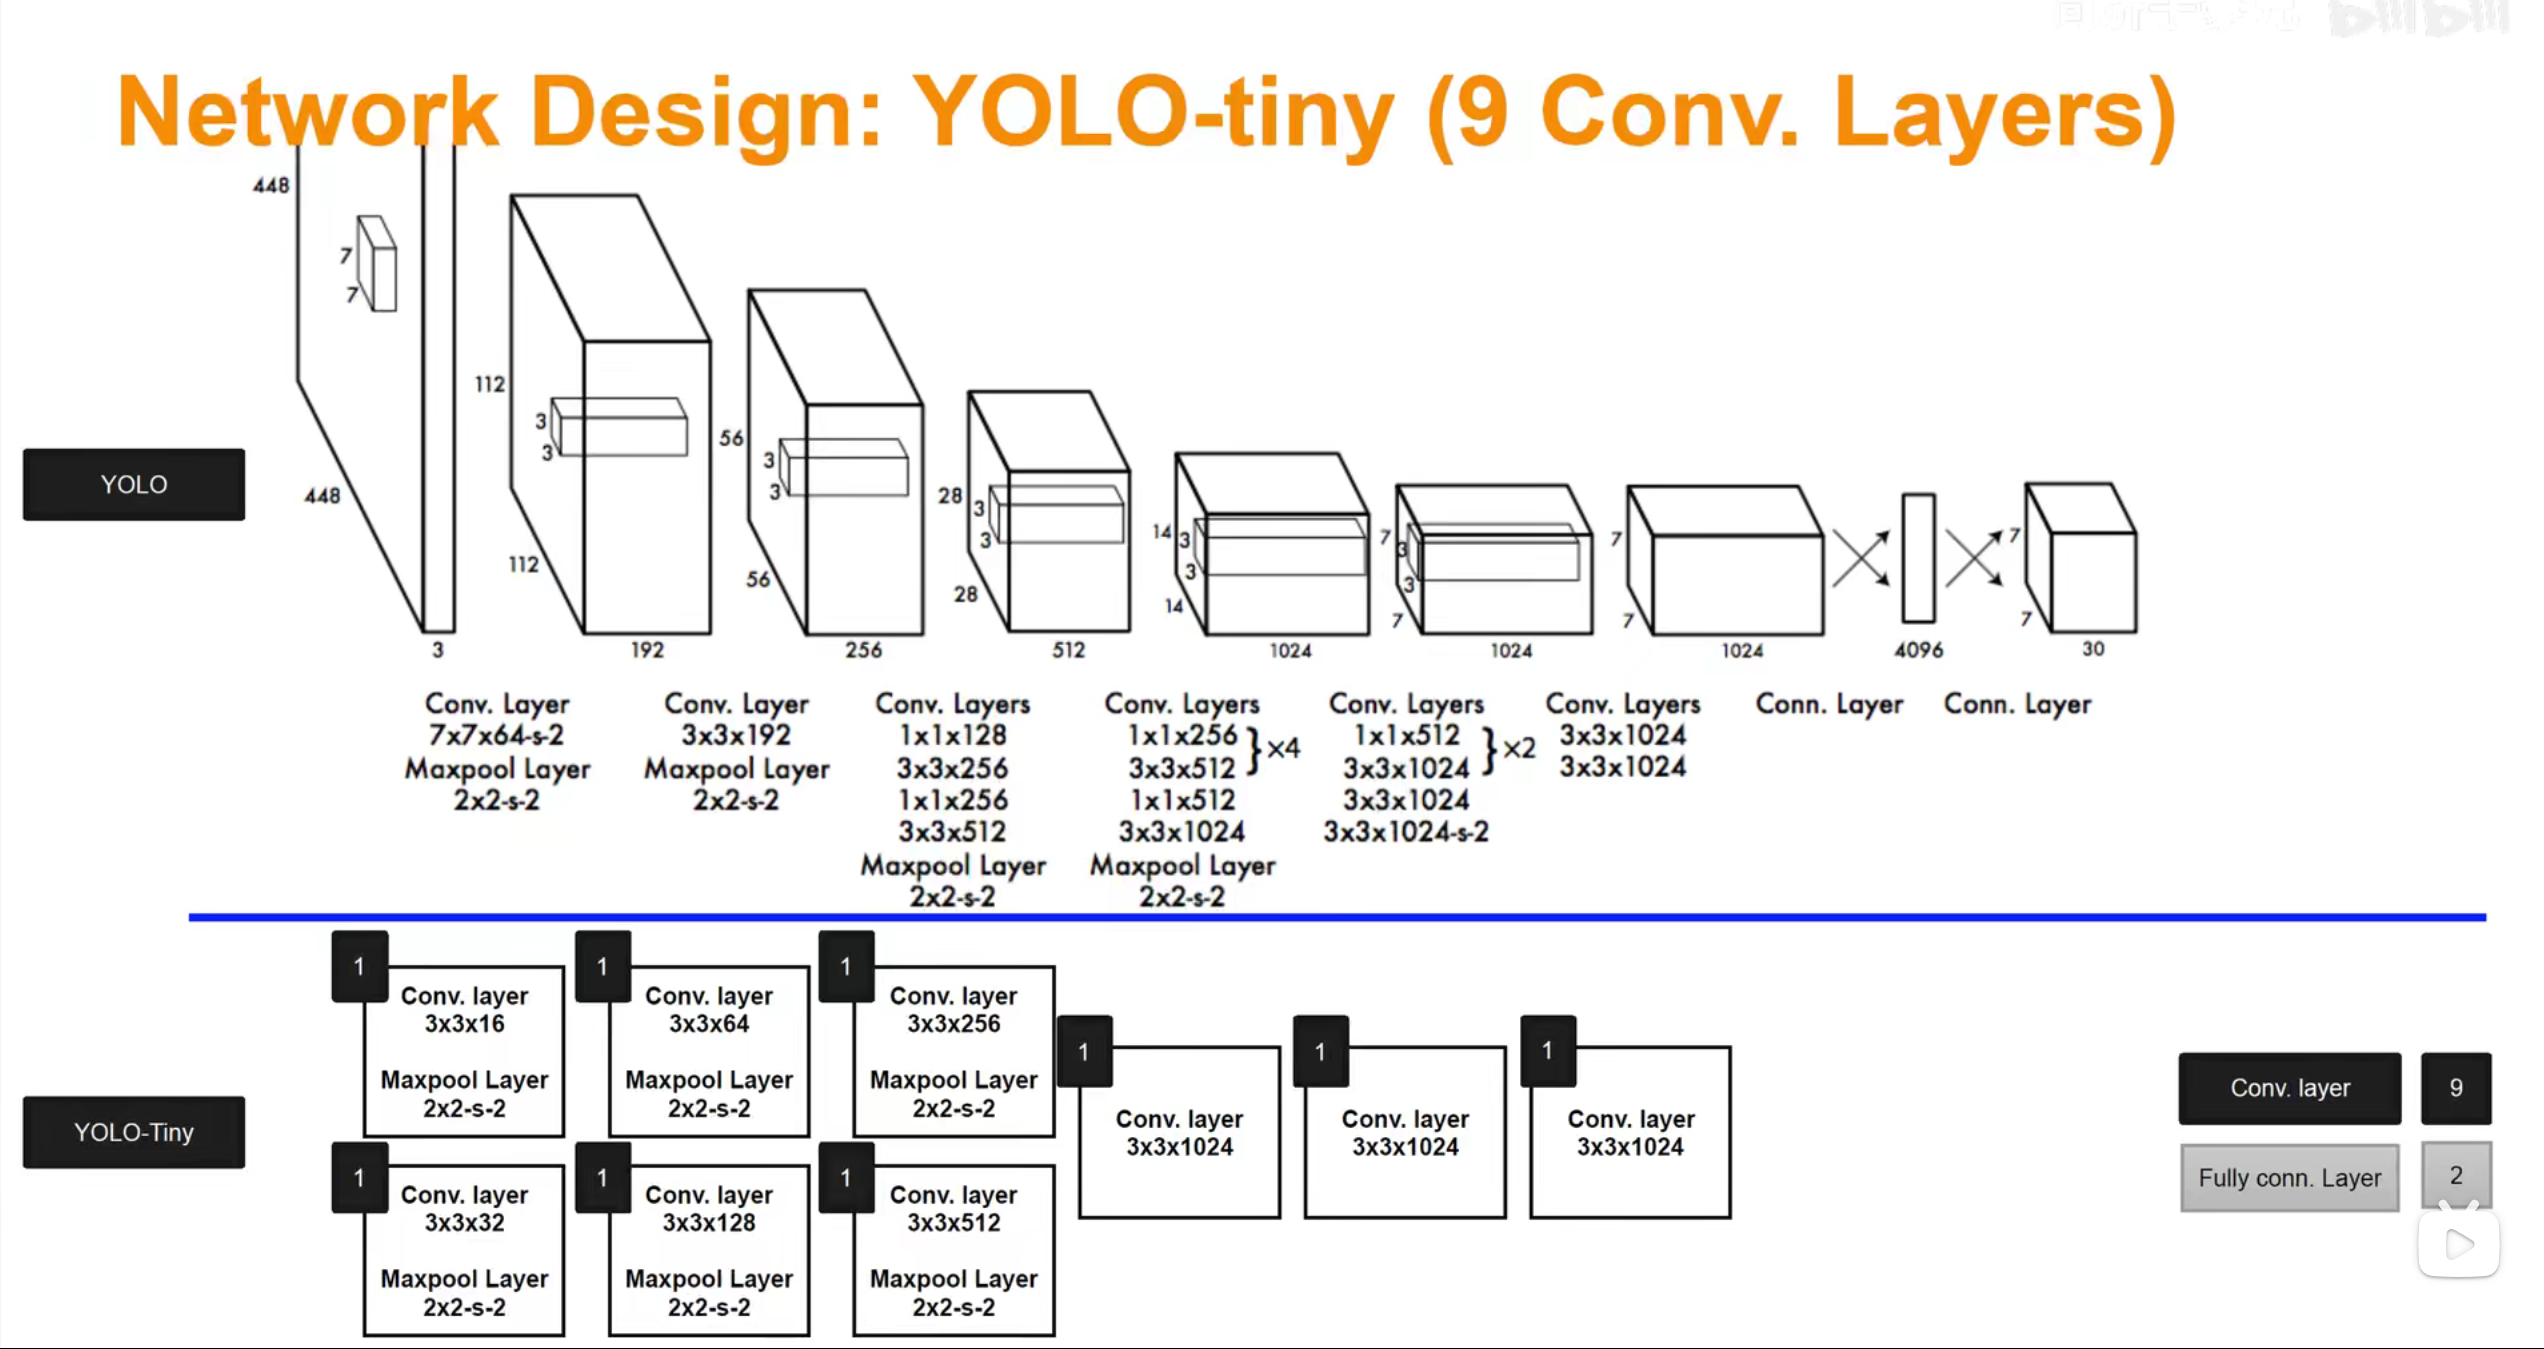 Network Design: YOLO-tiny (9 Conv. Layers)
448
7
7
448
3
112
3
3
112
192
56
3
3
56
256
28
3
3
28
512
14
3
3
14
1024
7
3
3
7
1024
7
7
1024
4096
7
7
30
YOLO
Conv. Layer
7x7x64-s-2
Maxpool Layer
2x2-s-2
Conv. Layer
3x3x192
Maxpool Layer
2x2-s-2
Conv. Layers
1x1x128
3x3x256
1x1x256
3x3x512
Maxpool Layer
2x2-s-2
Conv. Layers
1x1x256
3x3x512
}×4
1x1x512
3x3x1024
Maxpool Layer
2x2-s-2
Conv. Layers
1x1x512
3x3x1024
}×2
3x3x1024
3x3x1024-s-2
Conv. Layers
3x3x1024
3x3x1024
Conn. Layer
Conn. Layer
YOLO-Tiny
1
Conv. layer
3x3x16
Maxpool Layer
2x2-s-2
1
Conv. layer
3x3x64
Maxpool Layer
2x2-s-2
1
Conv. layer
3x3x256
Maxpool Layer
2x2-s-2
1
Conv. layer
3x3x32
Maxpool Layer
2x2-s-2
1
Conv. layer
3x3x128
Maxpool Layer
2x2-s-2
1
Conv. layer
3x3x512
Maxpool Layer
2x2-s-2
1
Conv. layer
3x3x1024
1
Conv. layer
3x3x1024
1
Conv. layer
3x3x1024
Conv. layer
9
Fully conn. Layer
2